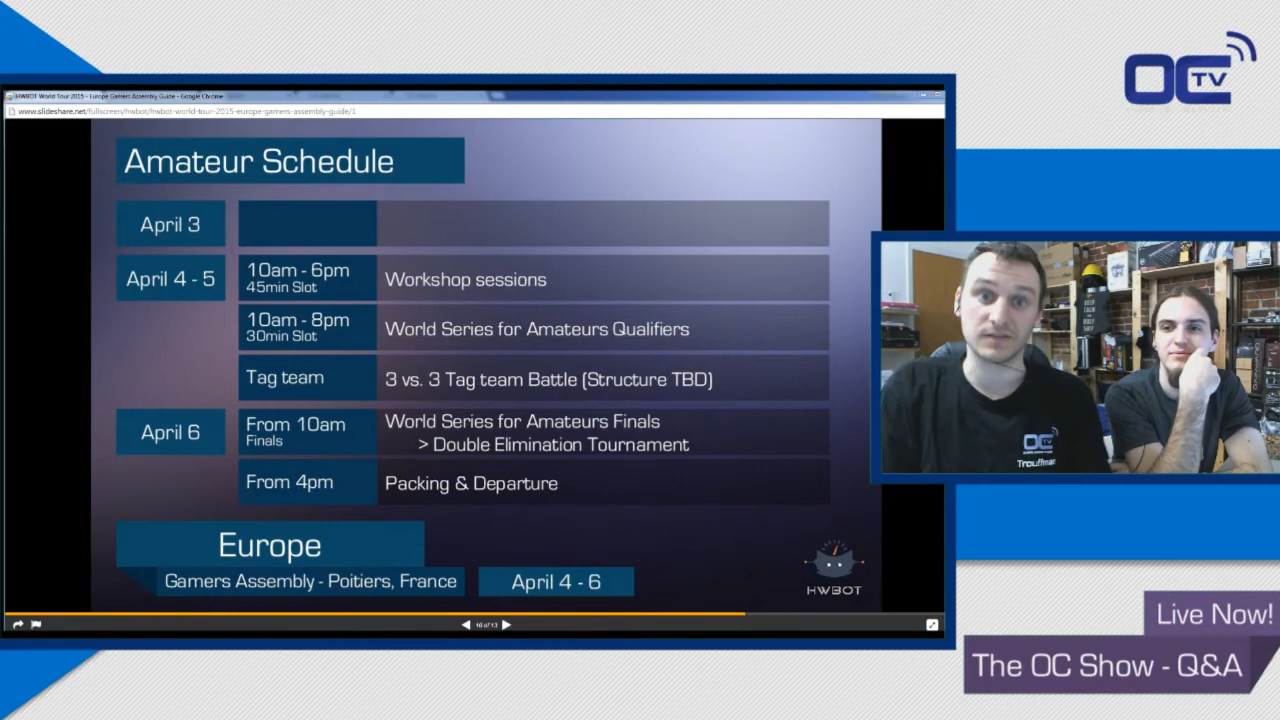 OC TV
HWBOT World Tour 2015 - Europe Gamers Assembly Guide - Google Chrome
www.slideshare.net/fullscreen/hwbot/hwbot-world-tour-2015-europe-gamers-assembly-guide/1
Amateur Schedule
April 3
April 4 - 5
10am - 6pm
45min Slot
Workshop sessions
10am - 8pm
30min Slot
World Series for Amateurs Qualifiers
Tag team
3 vs. 3 Tag team Battle (Structure TBD)
April 6
From 10am
Finals
World Series for Amateurs Finals
> Double Elimination Tournament
From 4pm
Packing & Departure
Europe
Gamers Assembly - Poitiers, France
April 4 - 6
HWBOT
10 of 13
OC TV
Trouffman
Live Now!
The OC Show - Q&A